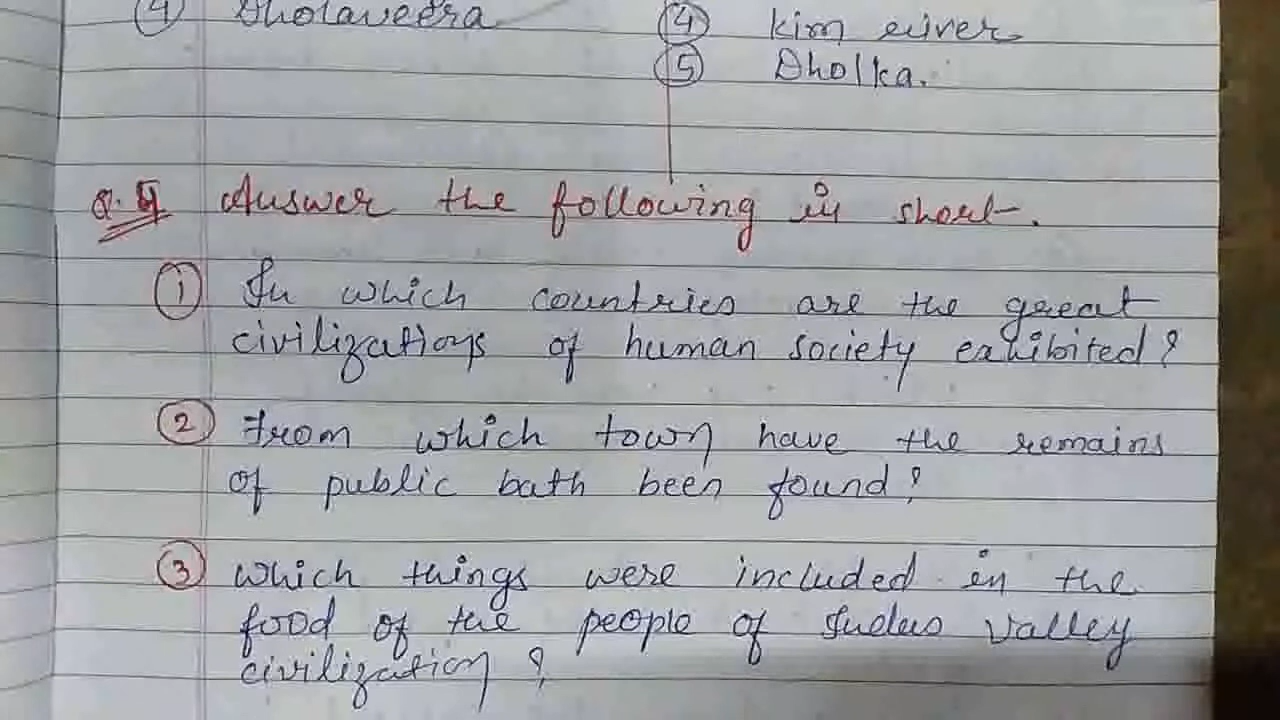 ④ Dholaveera
④ Kim river
⑤ Dholka.
Q.4 Answer the following in short.
① In which countries are the great
civilizations of human society exhibited?
② From which town have the remains
of public bath been found?
③ which things were included in the
food of the people of Indus Valley
civilization?